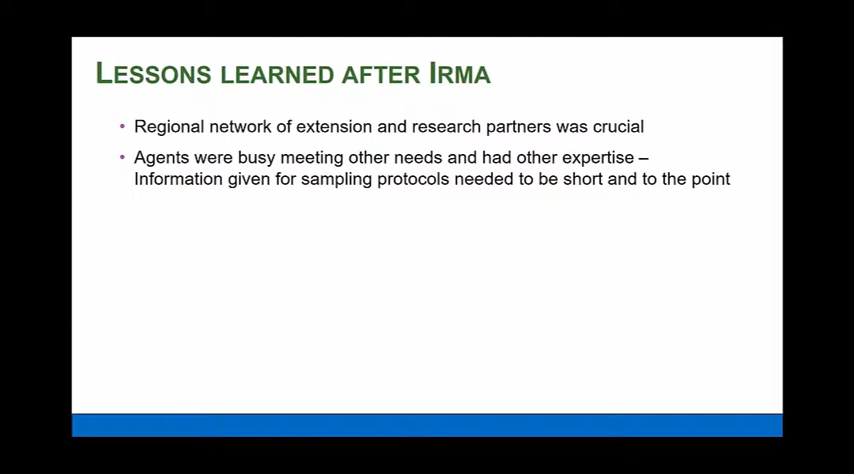 Lessons learned after Irma
• Regional network of extension and research partners was crucial
• Agents were busy meeting other needs and had other expertise –
Information given for sampling protocols needed to be short and to the point